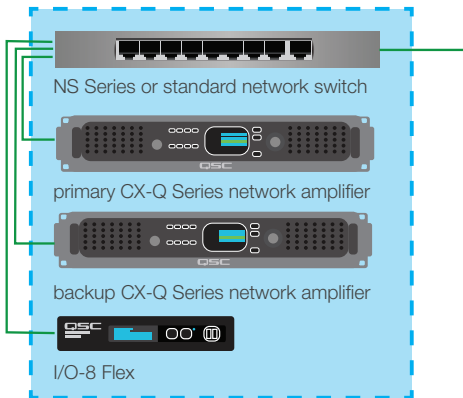 NS Series or standard network switch
QSC
primary CX-Q Series network amplifier
QSC
backup CX-Q Series network amplifier
QSC
I/O-8 Flex